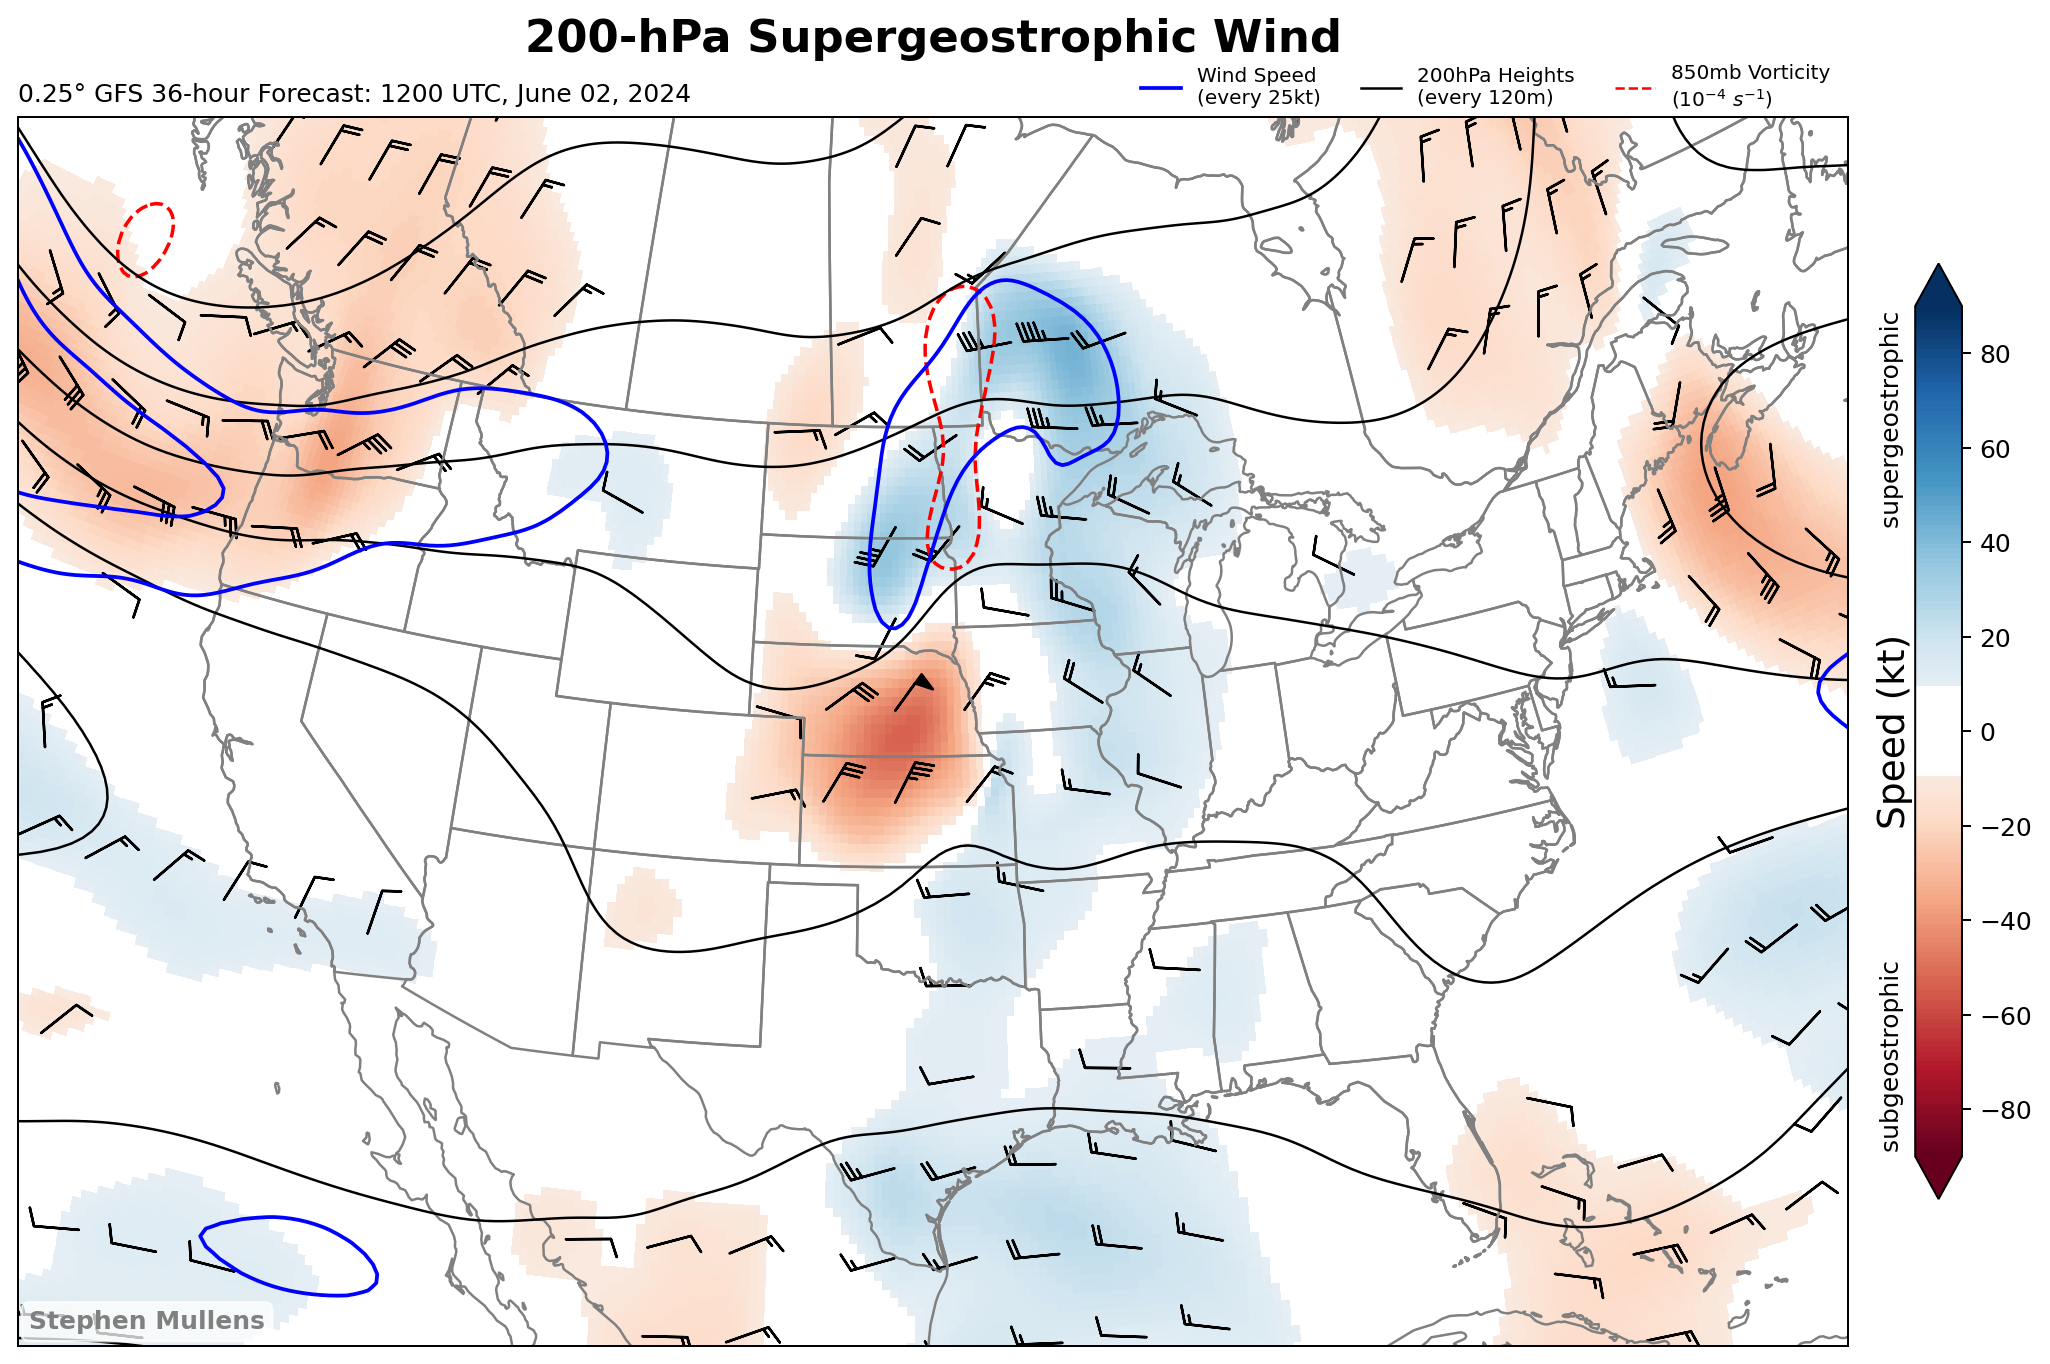 200-hPa Supergeostrophic Wind
0.25° GFS 36-hour Forecast: 1200 UTC, June 02, 2024
Wind Speed
(every 25kt)
200hPa Heights
(every 120m)
850mb Vorticity
(10⁻⁴ s⁻¹)
supergeostrophic
Speed (kt)
subgeostrophic
80
60
40
20
0
−20
−40
−60
−80
Stephen Mullens